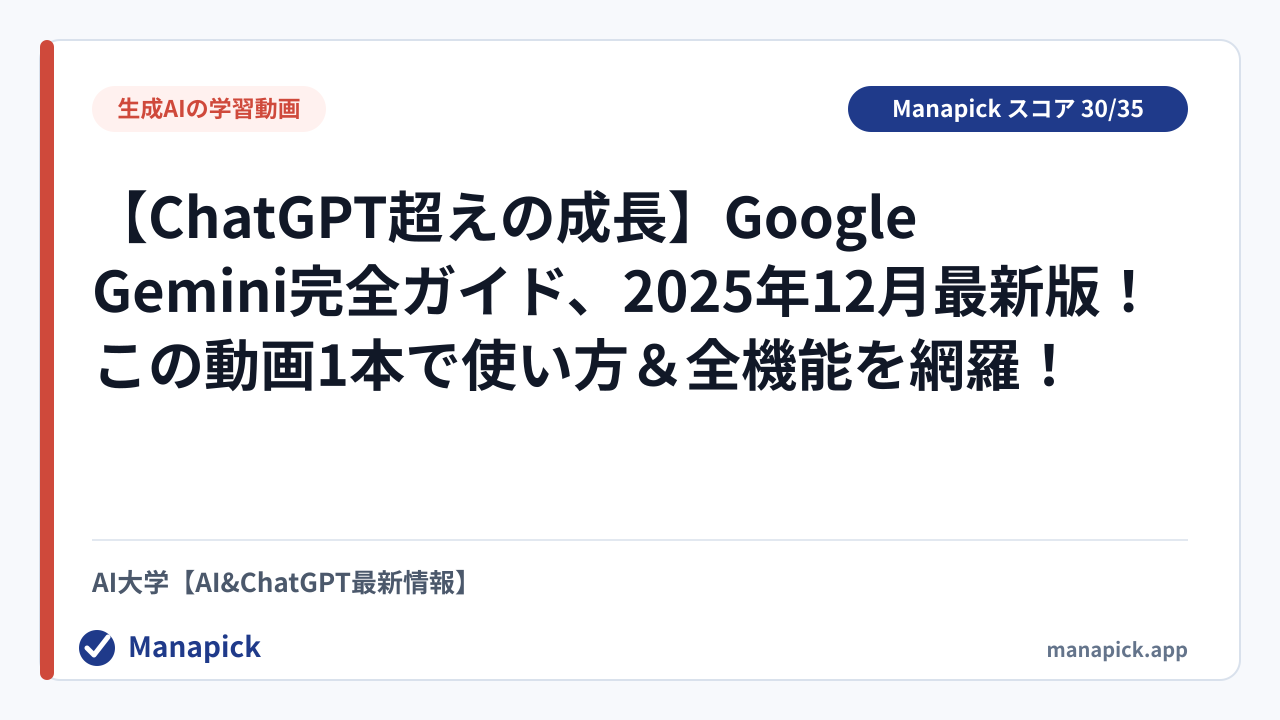 生成AIの学習動画
Manapick スコア 30/35
【ChatGPT超えの成長】Google
Gemini完全ガイド、2025年12月最新版！
この動画1本で使い方＆全機能を網羅！
AI大学【AI&ChatGPT最新情報】
Manapick
manapick.app